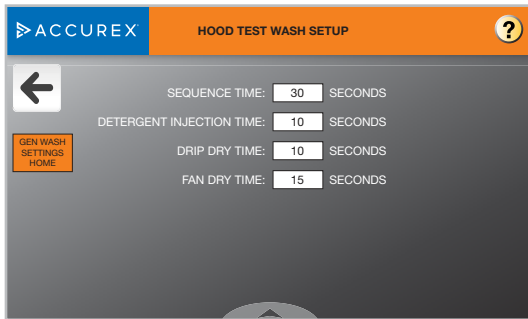 ACCUREX
HOOD TEST WASH SETUP
?
SEQUENCE TIME: 30 SECONDS
DETERGENT INJECTION TIME: 10 SECONDS
GEN WASH
SETTINGS
HOME
DRIP DRY TIME: 10 SECONDS
FAN DRY TIME: 15 SECONDS